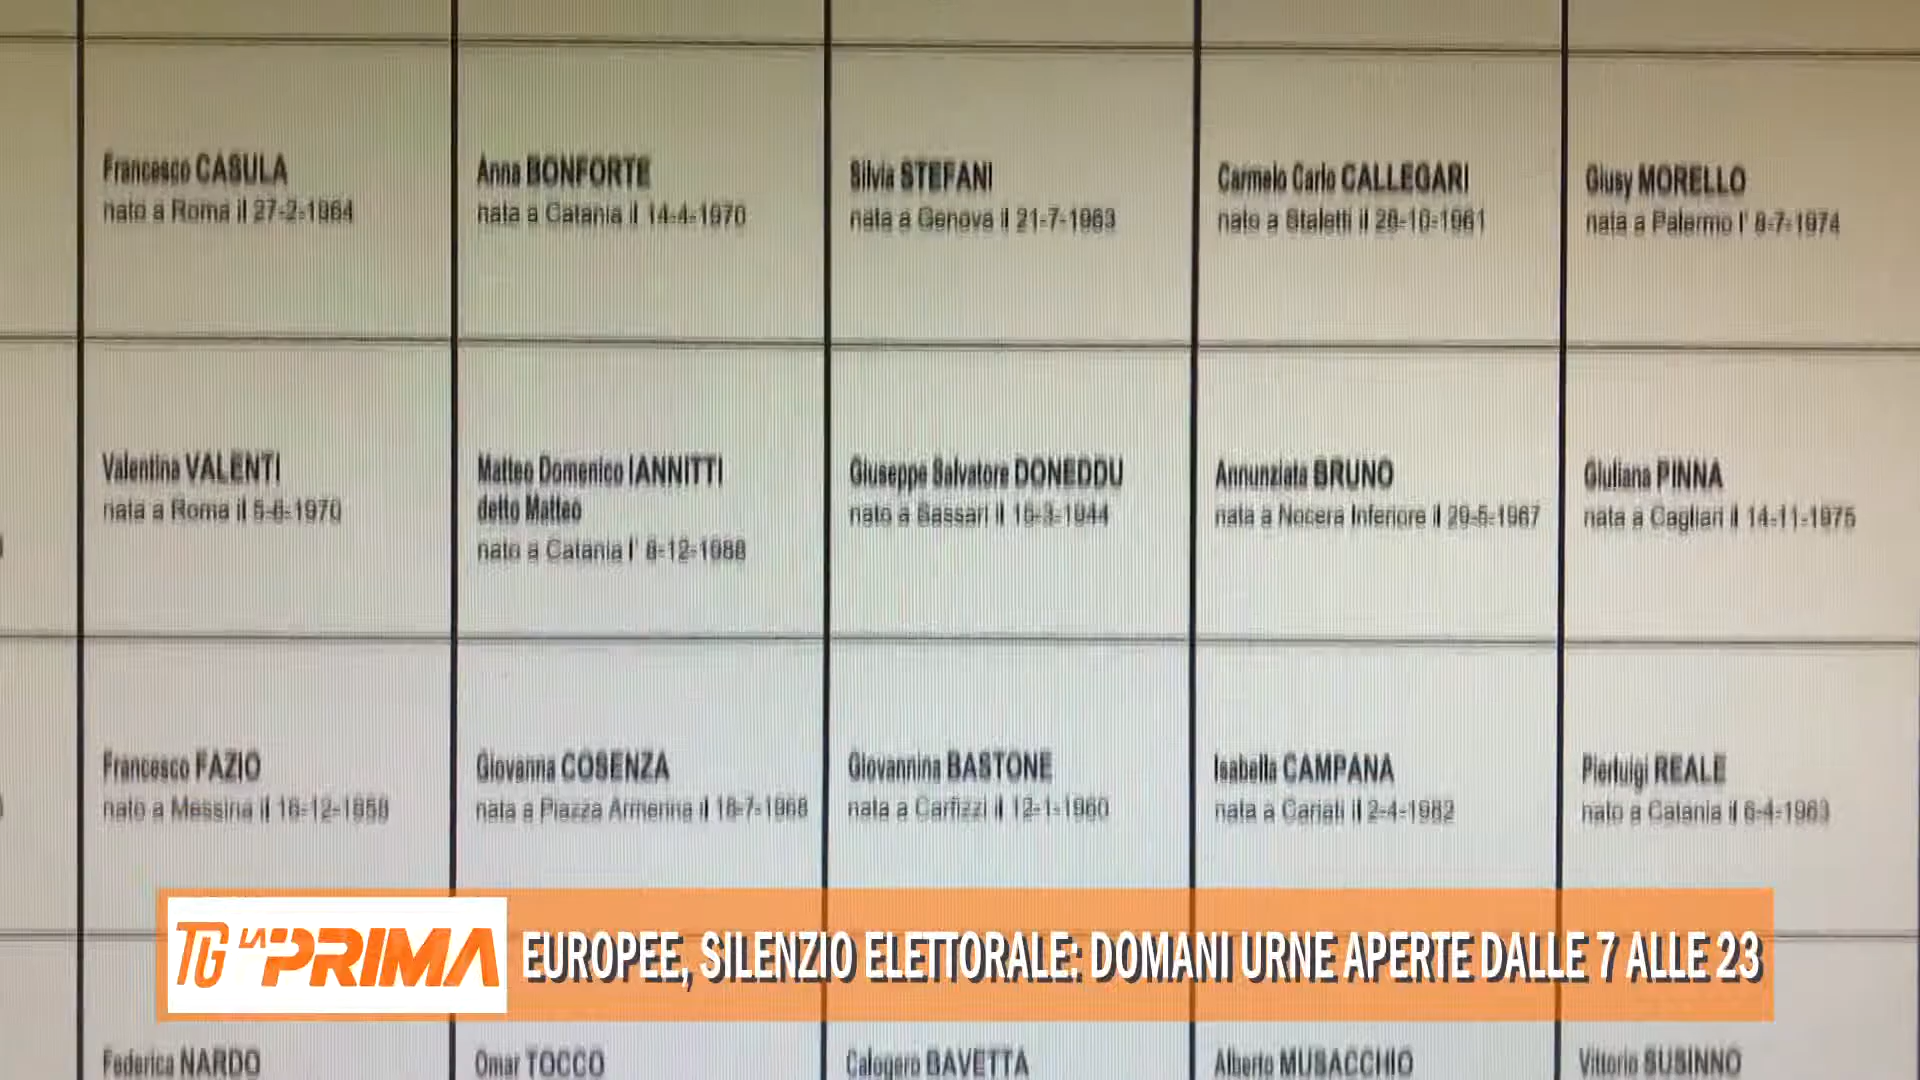 Francesco CASULA
nato a Roma il 27-2-1964
Anna BONFORTE
nata a Catania il 14-4-1970
Silvia STEFANI
nata a Genova il 21-7-1963
Carmelo Carlo CALLEGARI
nato a Staletti il 28-10-1961
Giusy MORELLO
nata a Palermo l' 8-7-1974
Valentina VALENTI
nata a Roma il 5-6-1970
Matteo Domenico IANNITTI
detto Matteo
nato a Catania l' 8-12-1988
Giuseppe Salvatore DONEDDU
nato a Sassari il 16-3-1944
Annunziata BRUNO
nata a Nocera Inferiore il 29-5-1967
Giuliana PINNA
nata a Cagliari il 14-11-1975
Francesco FAZIO
nato a Messina il 16-12-1958
Giovanna COSENZA
nata a Piazza Armerina il 18-7-1968
Giovannina BASTONE
nata a Carfizzi il 12-1-1960
Isabella CAMPANA
nata a Cariati il 2-4-1982
Pierluigi REALE
nato a Catania il 6-4-1963
TG LA PRIMA
EUROPEE, SILENZIO ELETTORALE: DOMANI URNE APERTE DALLE 7 ALLE 23
Federica NARDO
Omar TOCCO
Calogero BAVETTA
Alberto MUSACCHIO
Vittorio SUSINNO